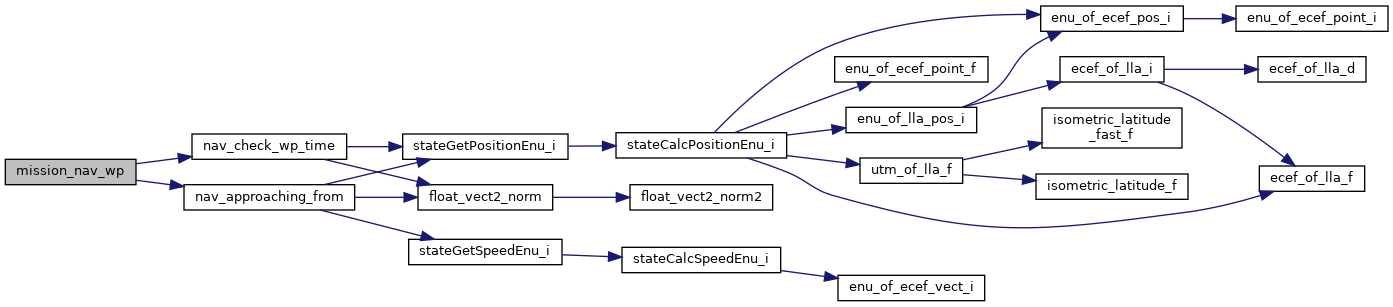 mission_nav_wp
nav_check_wp_time
nav_approaching_from
stateGetPositionEnu_i
float_vect2_norm
stateGetSpeedEnu_i
stateCalcPositionEnu_i
float_vect2_norm2
stateCalcSpeedEnu_i
enu_of_ecef_point_f
enu_of_lla_pos_i
utm_of_lla_f
enu_of_ecef_vect_i
enu_of_ecef_pos_i
ecef_of_lla_i
isometric_latitude
_fast_f
isometric_latitude_f
enu_of_ecef_point_i
ecef_of_lla_d
ecef_of_lla_f